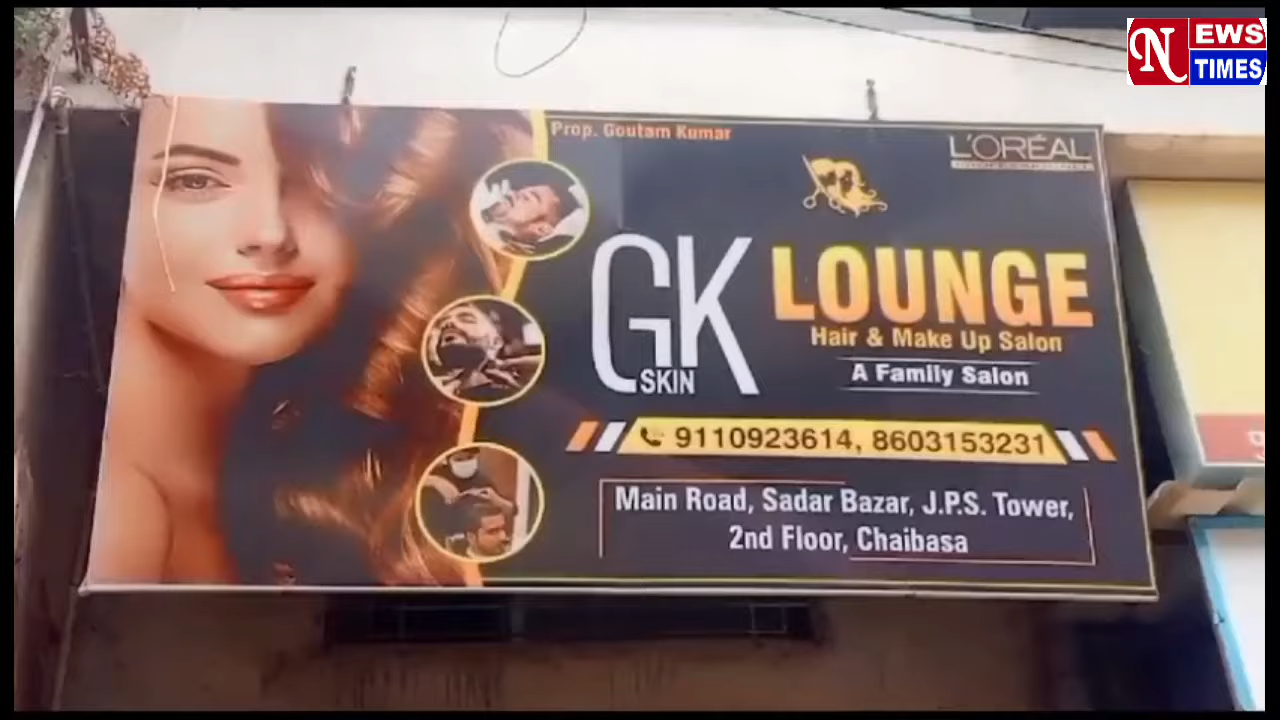 NEWS
TIMES
Prop. Goutam Kumar
L'ORÉAL
GK
SKIN
LOUNGE
Hair & Make Up Salon
A Family Salon
9110923614, 8603153231
Main Road, Sadar Bazar, J.P.S. Tower,
2nd Floor, Chaibasa